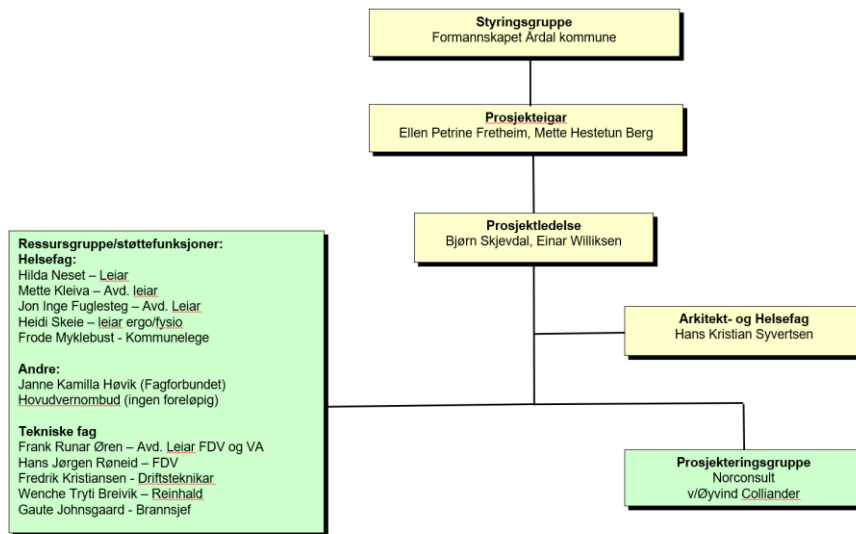 Styringsgruppe
Formannskapet Årdal kommune
Prosjekteigar
Ellen Petrine Fretheim, Mette Hestetun Berg
Prosjektledelse
Bjørn Skjevdal, Einar Williksen
Ressursgruppe/støttefunksjoner:
Helsefag:
Hilda Neset – Leiar
Mette Kleiva – Avd. leiar
Jon Inge Fuglesteg – Avd. Leiar
Heidi Skeie – leiar ergo/fysio
Frode Myklebust - Kommunelege
Andre:
Janne Kamilla Høvik (Fagforbundet)
Hovudvernombud (ingen foreløpig)
Tekniske fag
Frank Runar Øren – Avd. Leiar FDV og VA
Hans Jørgen Røneid – FDV
Fredrik Kristiansen - Driftsteknikar
Wenche Tryti Breivik – Reinhald
Gaute Johnsgaard - Brannsjef
Arkitekt- og Helsefag
Hans Kristian Syvertsen
Prosjekteringsgruppe
Norconsult
v/Øyvind Colliander